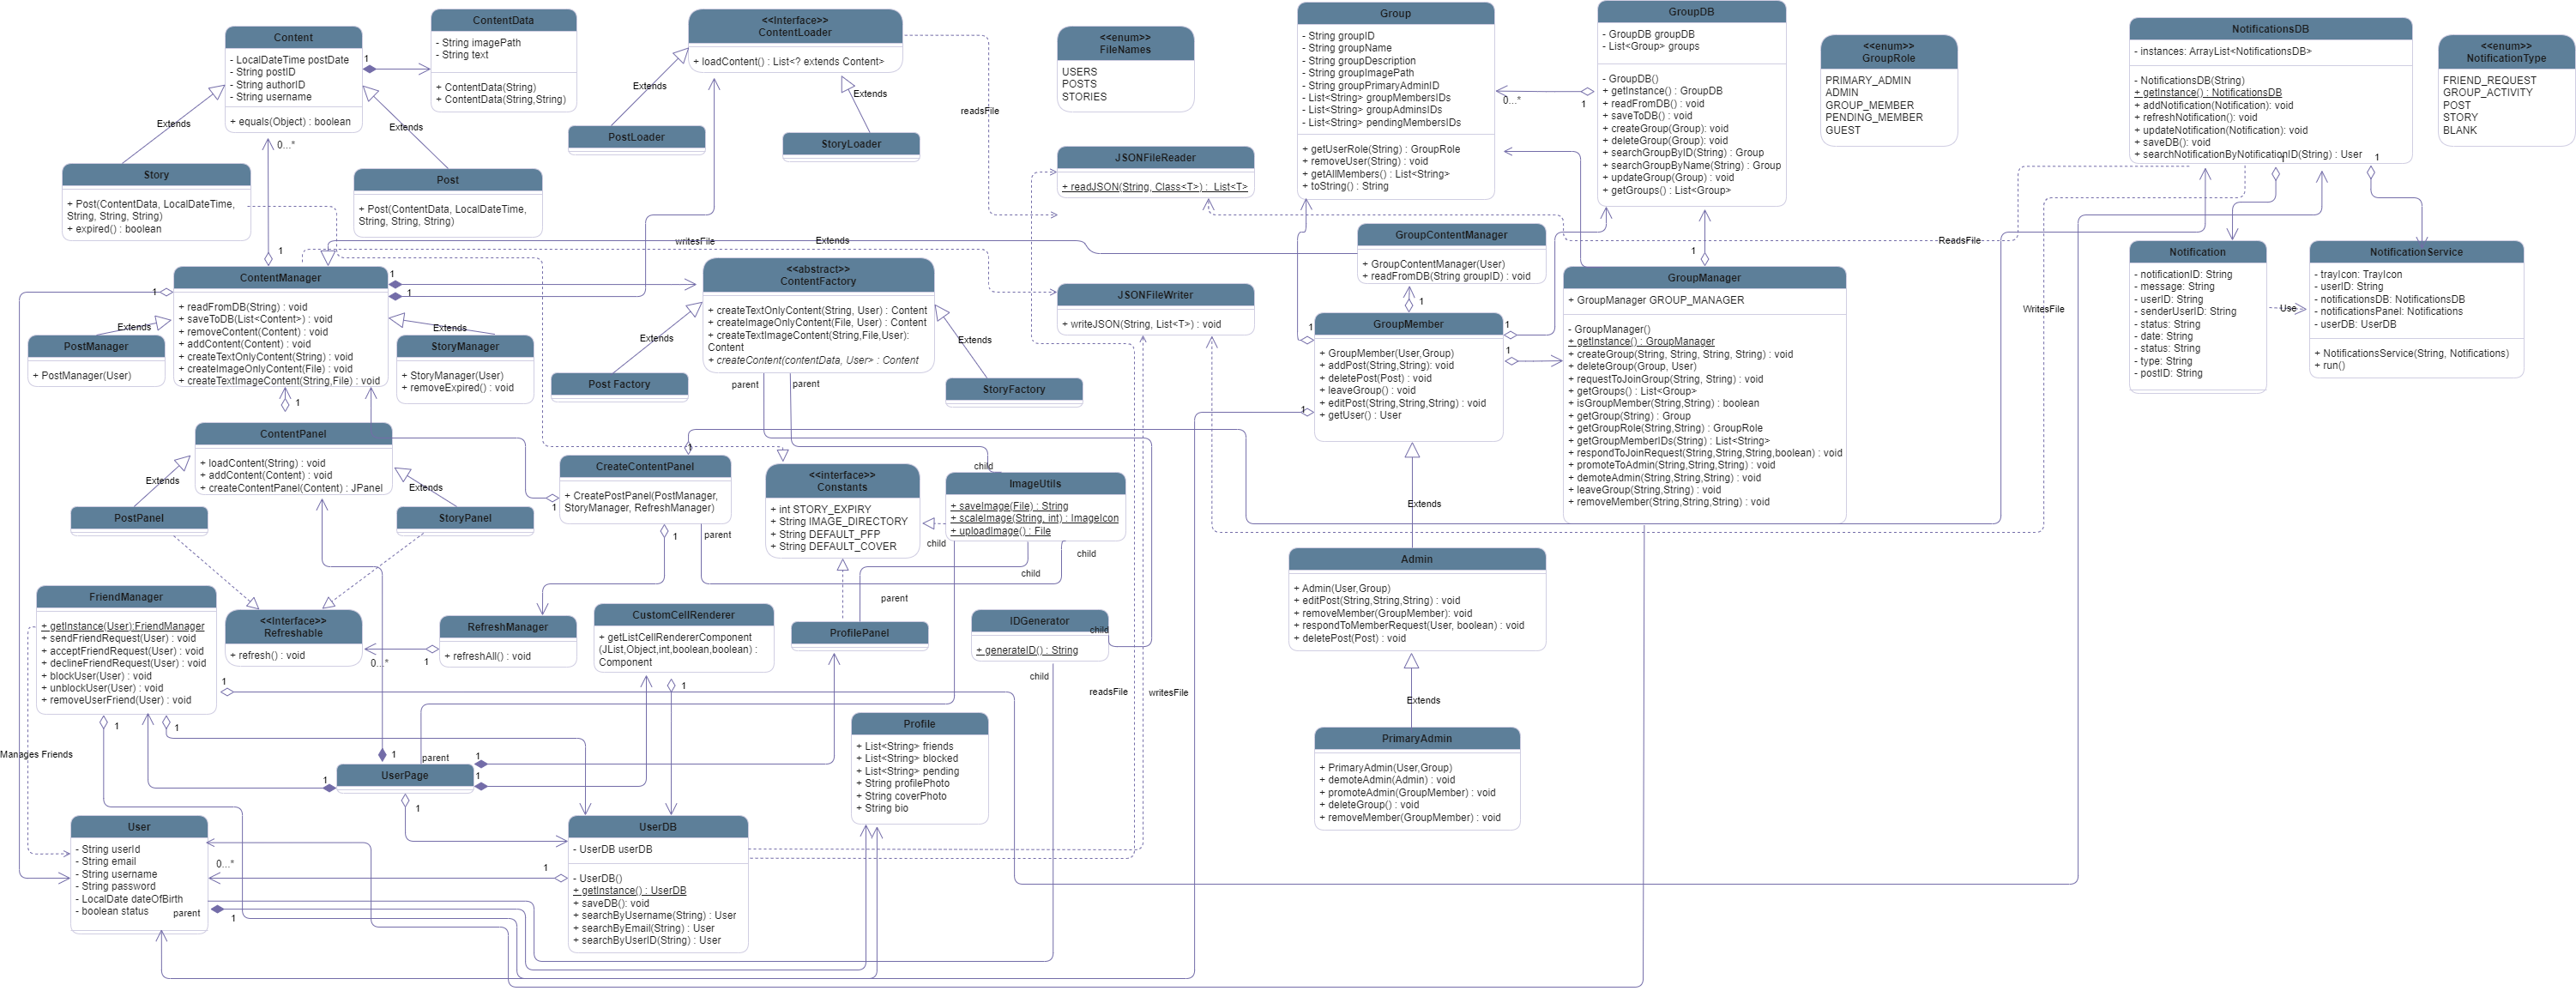 Content
- LocalDateTime postDate
- String postID
- String authorID
- String username
+ equals(Object) : boolean
ContentData
- String imagePath
- String text
+ ContentData(String)
+ ContentData(String,String)
1
<<Interface>>
ContentLoader
+ loadContent() : List<? extends Content>
Extends
Extends
readsFile
PostLoader
StoryLoader
<<enum>>
FileNames
USERS
POSTS
STORIES
Group
- String groupID
- String groupName
- String groupDescription
- String groupImagePath
- String groupPrimaryAdminID
- List<String> groupMembersIDs
- List<String> groupAdminsIDs
- List<String> pendingMembersIDs
+ getUserRole(String) : GroupRole
+ removeUser(String) : void
+ getAllMembers() : List<String>
+ toString() : String
0...*
1
GroupDB
- GroupDB groupDB
- List<Group> groups
- GroupDB()
+ getInstance() : GroupDB
+ readFromDB() : void
+ saveToDB() : void
+ createGroup(Group): void
+ deleteGroup(Group): void
+ searchGroupByID(String) : Group
+ searchGroupByName(String) : Group
+ updateGroup(Group) : void
+ getGroups() : List<Group>
<<enum>>
GroupRole
PRIMARY_ADMIN
ADMIN
GROUP_MEMBER
PENDING_MEMBER
GUEST
NotificationsDB
- instances: ArrayList<NotificationsDB>
- NotificationsDB(String)
+ getInstance() : NotificationsDB
+ addNotification(Notification): void
+ refreshNotification(): void
+ updateNotification(Notification): void
+ saveDB(): void
+ searchNotificationByNotificationID(String) : User
1
1
<<enum>>
NotificationType
FRIEND_REQUEST
GROUP_ACTIVITY
POST
STORY
BLANK
Extends
Extends
0...*
Story
+ Post(ContentData, LocalDateTime,
String, String, String)
+ expired() : boolean
Post
+ Post(ContentData, LocalDateTime,
String, String, String)
JSONFileReader
+ readJSON(String, Class<T>) : List<T>
1
writesFile
Extends
ReadsFile
1
ContentManager
+ readFromDB(String) : void
+ saveToDB(List<Content>) : void
+ removeContent(Content) : void
+ addContent(Content) : void
+ createTextOnlyContent(String) : void
+ createImageOnlyContent(File) : void
+ createTextImageContent(String,File) : void
1
1
1
Extends
Extends
1
PostManager
+ PostManager(User)
StoryManager
+ StoryManager(User)
+ removeExpired() : void
<<abstract>>
ContentFactory
+ createTextOnlyContent(String, User) : Content
+ createImageOnlyContent(File, User) : Content
+ createTextImageContent(String,File,User):
Content
+ createContent(contentData, User> : Content
Extends
Extends
parent
parent
Post Factory
StoryFactory
JSONFileWriter
+ writeJSON(String, List<T>) : void
GroupContentManager
+ GroupContentManager(User)
+ readFromDB(String groupID) : void
1
GroupMember
+ GroupMember(User,Group)
+ addPost(String,String): void
+ deletePost(Post) : void
+ leaveGroup() : void
+ editPost(String,String,String) : void
+ getUser() : User
1
1
1
1
GroupManager
+ GroupManager GROUP_MANAGER
- GroupManager()
+ getInstance() : GroupManager
+ createGroup(String, String, String, String) : void
+ deleteGroup(Group, User)
+ requestToJoinGroup(String, String) : void
+ getGroups() : List<Group>
+ isGroupMember(String,String) : boolean
+ getGroup(String) : Group
+ getGroupRole(String,String) : GroupRole
+ getGroupMemberIDs(String) : List<String>
+ respondToJoinRequest(String,String,String,boolean) : void
+ promoteToAdmin(String,String,String) : void
+ demoteAdmin(String,String,String) : void
+ leaveGroup(String,String) : void
+ removeMember(String,String,String) : void
Notification
- notificationID: String
- message: String
- userID: String
- senderUserID: String
- status: String
- date: String
- status: String
- type: String
- postID: String
WritesFile
Use
NotificationService
- trayIcon: TrayIcon
- userID: String
- notificationsDB: NotificationsDB
- notificationsPanel: Notifications
- userDB: UserDB
+ NotificationsService(String, Notifications)
+ run()
ContentPanel
+ loadContent(String) : void
+ addContent(Content) : void
+ createContentPanel(Content) : JPanel
Extends
Extends
PostPanel
StoryPanel
1
CreateContentPanel
+ CreatePostPanel(PostManager,
StoryManager, RefreshManager)
1
1
parent
<<interface>>
Constants
+ int STORY_EXPIRY
+ String IMAGE_DIRECTORY
+ String DEFAULT_PFP
+ String DEFAULT_COVER
child
ImageUtils
+ saveImage(File) : String
+ scaleImage(String, int) : ImageIcon
+ uploadImage() : File
child
child
child
parent
Extends
Admin
+ Admin(User,Group)
+ editPost(String,String,String) : void
+ removeMember(GroupMember): void
+ respondToMemberRequest(User, boolean) : void
+ deletePost(Post) : void
FriendManager
+ getInstance(User):FriendManager
+ sendFriendRequest(User) : void
+ acceptFriendRequest(User) : void
+ declineFriendRequest(User) : void
+ blockUser(User) : void
+ unblockUser(User) : void
+ removeUserFriend(User) : void
1
1
1
<<Interface>>
Refreshable
+ refresh() : void
0...*
1
RefreshManager
+ refreshAll() : void
CustomCellRenderer
+ getListCellRendererComponent
(JList,Object,int,boolean,boolean) :
Component
1
ProfilePanel
IDGenerator
+ generateID() : String
child
child
readsFile
writesFile
Extends
Profile
+ List<String> friends
+ List<String> blocked
+ List<String> pending
+ String profilePhoto
+ String coverPhoto
+ String bio
PrimaryAdmin
+ PrimaryAdmin(User,Group)
+ demoteAdmin(Admin) : void
+ promoteAdmin(GroupMember) : void
+ deleteGroup() : void
+ removeMember(GroupMember) : void
Manages Friends
1
parent
1
1
1
UserPage
1
User
- String userId
- String email
- String username
- String password
- LocalDate dateOfBirth
- boolean status
parent
0...*
1
1
UserDB
- UserDB userDB
- UserDB()
+ getInstance() : UserDB
+ saveDB(): void
+ searchByUsername(String) : User
+ searchByEmail(String) : User
+ searchByUserID(String) : User